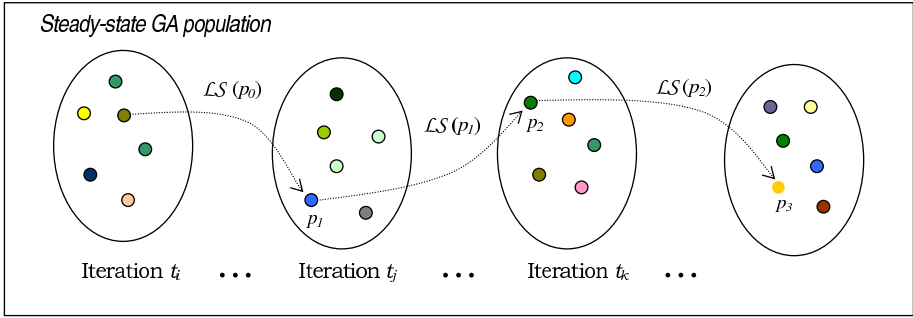 Steady-state GA population
LS (p0)
LS (p1)
LS (p2)
p1
p2
p3
Iteration ti ... Iteration tj ... Iteration tk ...